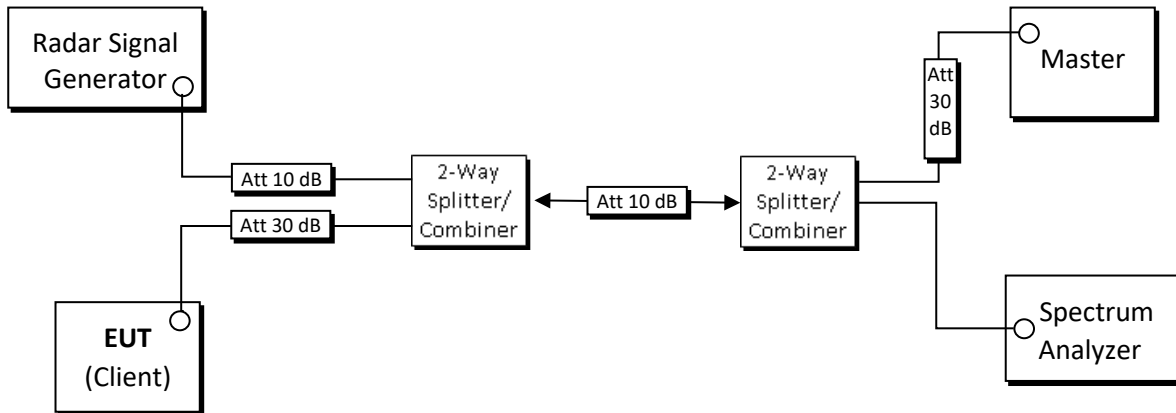 Radar Signal
Generator
Att 10 dB
Att 30 dB
EUT
(Client)
2-Way
Splitter/
Combiner
Att 10 dB
2-Way
Splitter/
Combiner
Att
30
dB
Master
Spectrum
Analyzer